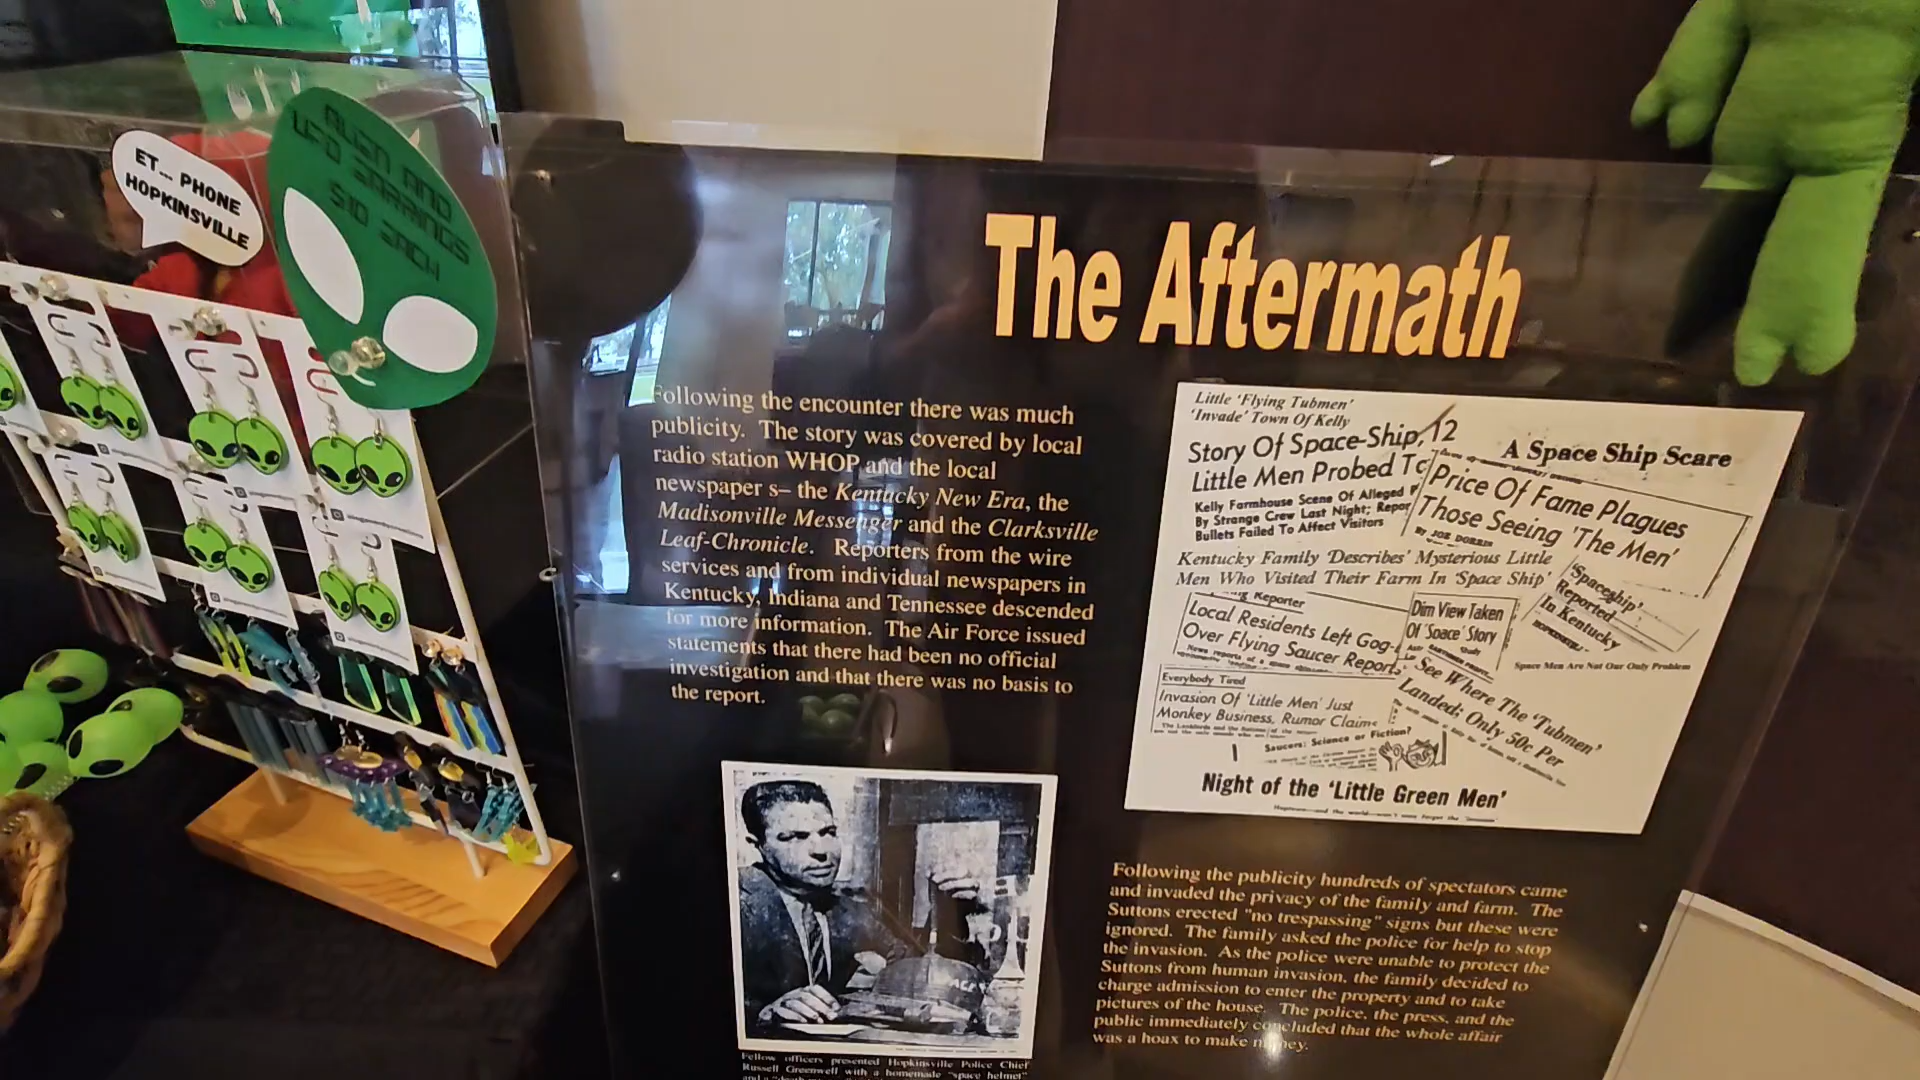 ET... PHONE
HOPKINSVILLE
ALIEN AND
UFO EARRINGS
$10 EACH
The Aftermath
Following the encounter there was much
publicity. The story was covered by local
radio station WHOP and the local
newspaper s– the Kentucky New Era, the
Madisonville Messenger and the Clarksville
Leaf-Chronicle. Reporters from the wire
services and from individual newspapers in
Kentucky, Indiana and Tennessee descended
for more information. The Air Force issued
statements that there had been no official
investigation and that there was no basis to
the report.
Little 'Flying Tubmen'
'Invade' Town Of Kelly
Story Of Space-Ship, 12
Little Men Probed
Kelly Farmhouse Scene Of Alleged
By Strange Crew Last Night;
Bullets Failed To Affect Visitors
A Space Ship Scare
Price Of Fame Plagues
Those Seeing 'The Men'
By JOE DORRIS
Kentucky Family 'Describes' Mysterious Little
Men Who Visited Their Farm In 'Space Ship'
'Spaceship'
Reported
In Kentucky
Reporter
Local Residents Left Gog-
Over Flying Saucer Report
Dim View Taken
Of 'Space' Story
Space Men Are Not Our Only Problem
See Where The 'Tubmen'
Landed; Only 50c Per
Everybody Tired
Invasion Of 'Little Men' Just
Monkey Business, Rumor Claims
Saucers: Science or Fiction?
Night of the 'Little Green Men'
Following the publicity hundreds of spectators came
and invaded the privacy of the family and farm. The
Suttons erected "no trespassing" signs but these were
ignored. The family asked the police for help to stop
the invasion. As the police were unable to protect the
Suttons from human invasion, the family decided to
charge admission to enter the property and to take
pictures of the house. The police, the press, and the
public immediately concluded that the whole affair
was a hoax to make money.
Fellow officers presented Hopkinsville Police Chief
Russell Greenwell with a homemade "space helmet"